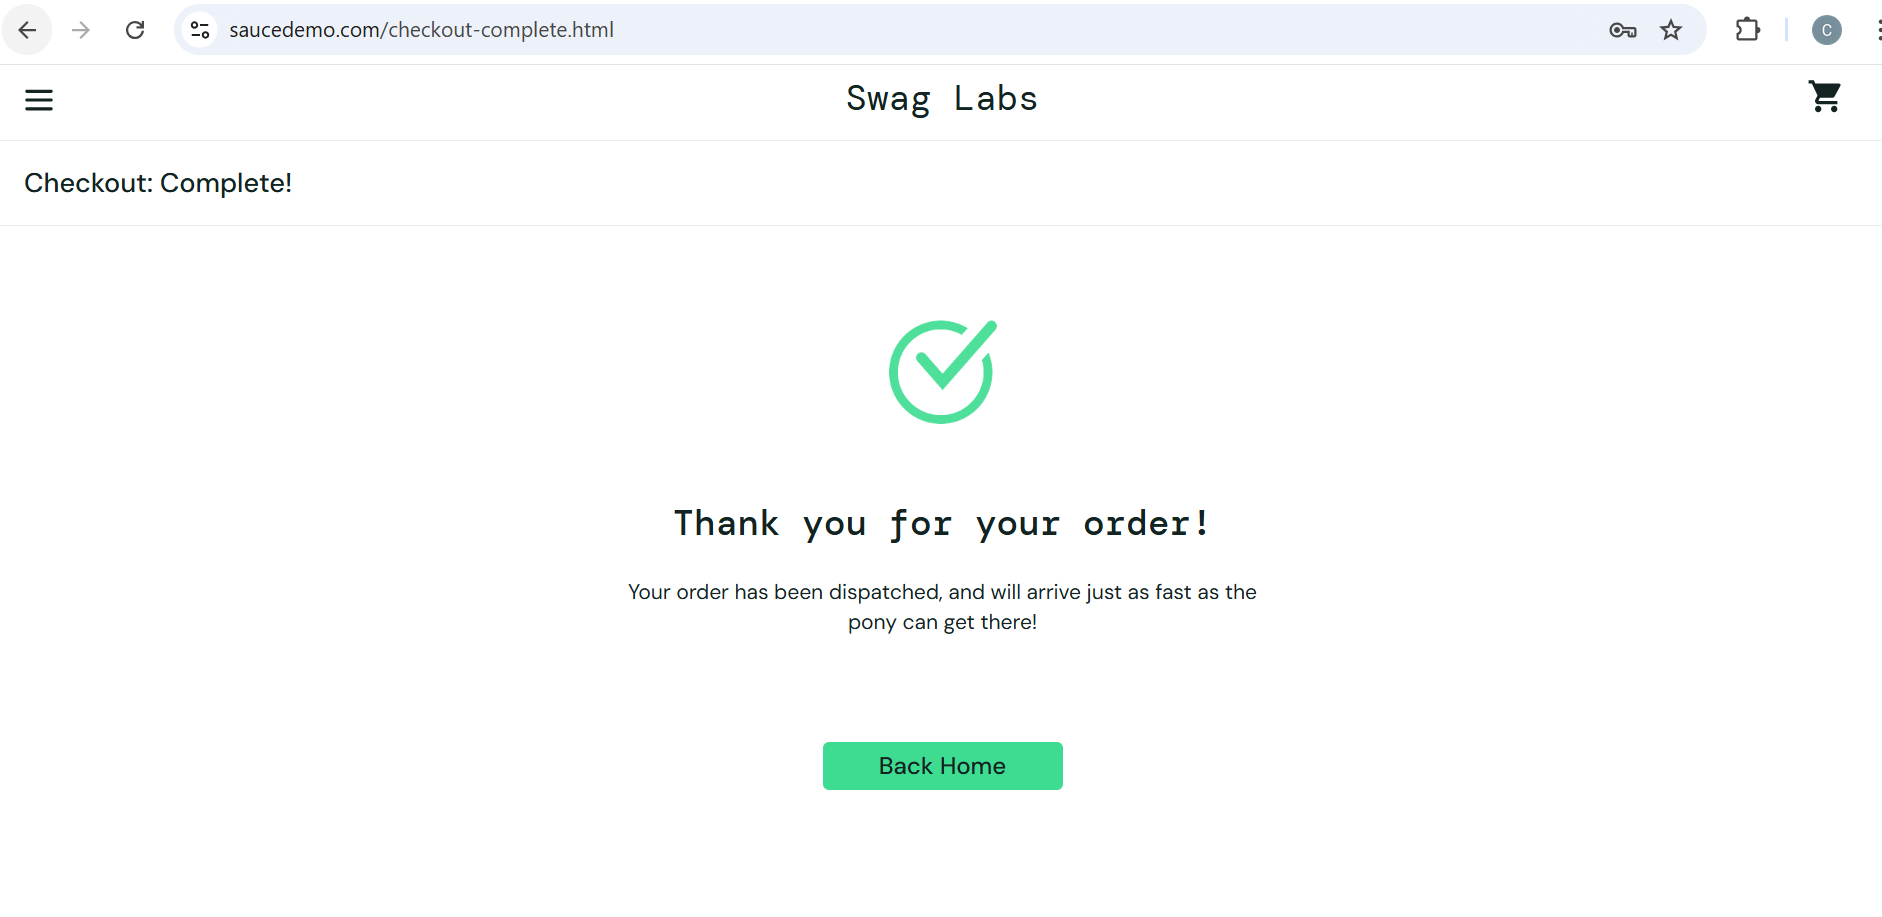 saucedemo.com/checkout-complete.html
C
Swag Labs
Checkout: Complete!
Thank you for your order!
Your order has been dispatched, and will arrive just as fast as the
pony can get there!
Back Home